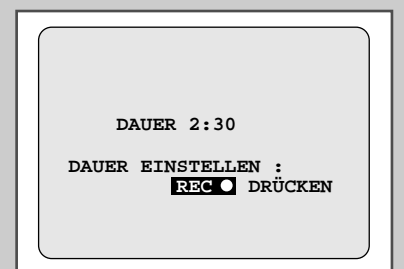 DAUER 2:30
DAUER EINSTELLEN :
REC ● DRÜCKEN